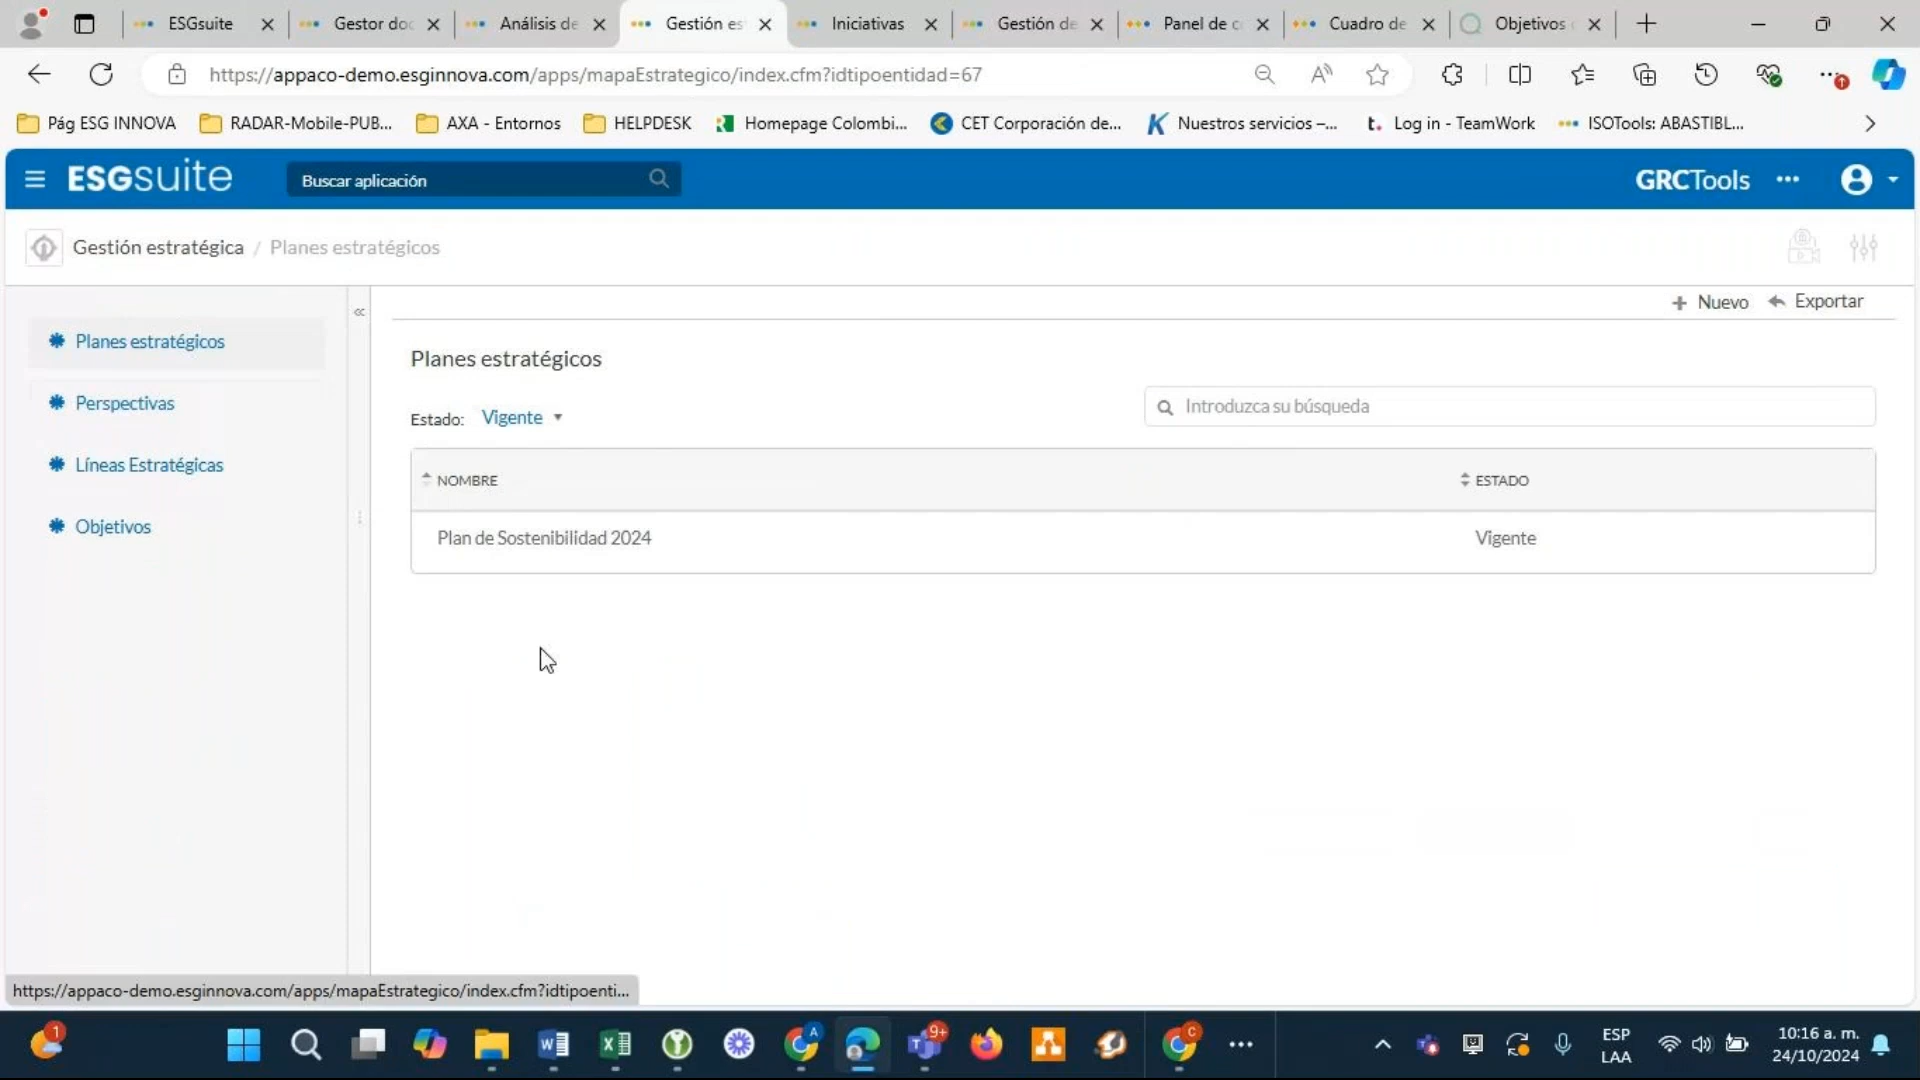 ESGsuite
Gestor doc
Análisis de
Gestión es
Iniciativas
Gestión de
Panel de c
Cuadro de
Objetivos
https://appaco-demo.esginnova.com/apps/mapaEstrategico/index.cfm?idtipoentidad=67
Pág ESG INNOVA
RADAR-Mobile-PUB...
AXA - Entornos
HELPDESK
Homepage Colombi...
CET Corporación de...
Nuestros servicios –...
Log in - TeamWork
ISOTools: ABASTIBL...
ESGsuite
Buscar aplicación
GRCTools
Gestión estratégica / Planes estratégicos
+ Nuevo
Exportar
Planes estratégicos
Perspectivas
Líneas Estratégicas
Objetivos
Planes estratégicos
Estado: Vigente
Introduzca su búsqueda
NOMBRE
ESTADO
Plan de Sostenibilidad 2024
Vigente
https://appaco-demo.esginnova.com/apps/mapaEstrategico/index.cfm?idtipoenti...
1
A
9+
C
ESP
LAA
10:16 a. m.
24/10/2024